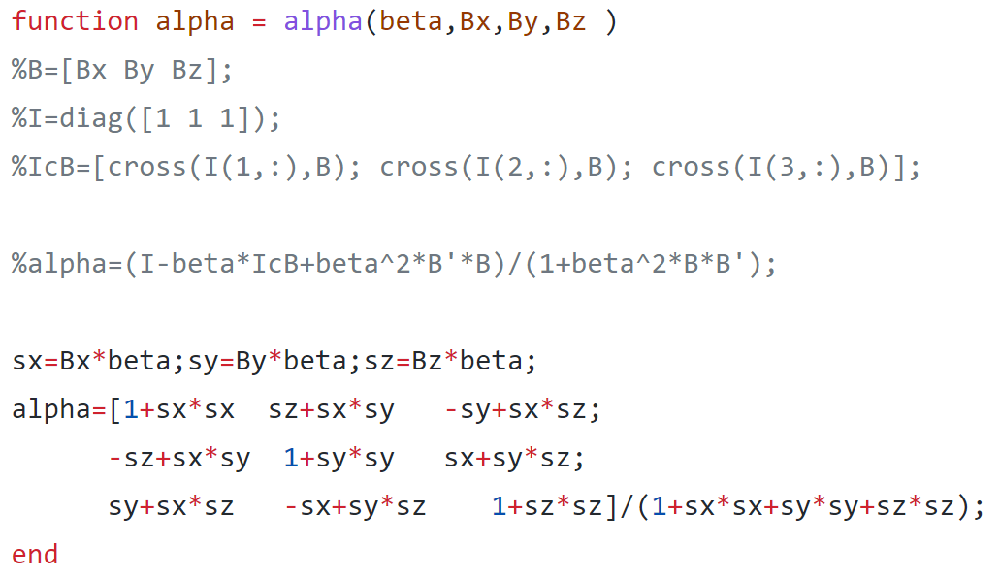 function alpha = alpha(beta,Bx,By,Bz )
%B=[Bx By Bz];
%I=diag([1 1 1]);
%IcB=[cross(I(1,:),B); cross(I(2,:),B); cross(I(3,:),B)];
%alpha=(I-beta*IcB+beta^2*B'*B)/(1+beta^2*B*B');
sx=Bx*beta;sy=By*beta;sz=Bz*beta;
alpha=[1+sx*sx  sz+sx*sy   -sy+sx*sz;
      -sz+sx*sy  1+sy*sy   sx+sy*sz;
      sy+sx*sz   -sx+sy*sz    1+sz*sz]/(1+sx*sx+sy*sy+sz*sz);
end